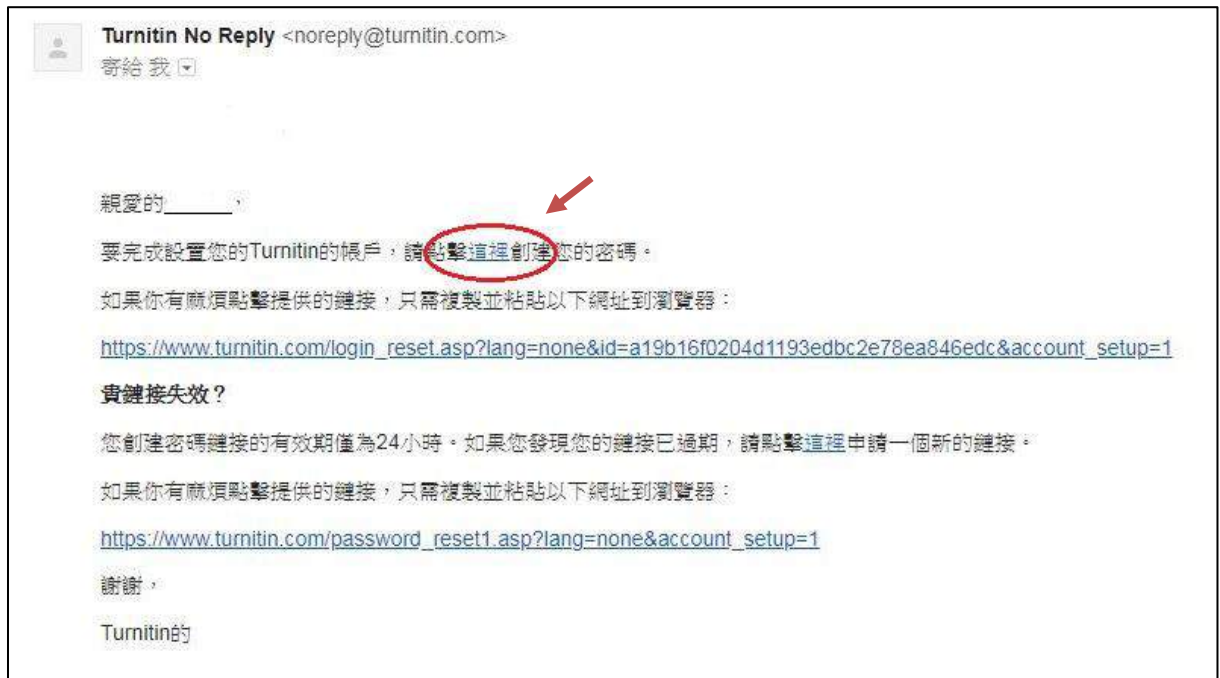 Turnitin No Reply <noreply@turnitin.com>
寄給 我
親愛的______，
要完成設置您的Turnitin的帳戶，請點擊這裡創建您的密碼。
如果你有麻煩點擊提供的鏈接，只需複製並粘貼以下網址到瀏覽器：
https://www.turnitin.com/login_reset.asp?lang=none&id=a19b16f0204d1193edbc2e78ea846edc&account_setup=1
貴鏈接失效？
您創建密碼鏈接的有效期僅為24小時。如果您發現您的鏈接已過期，請點擊這裡申請一個新的鏈接。
如果你有麻煩點擊提供的鏈接，只需複製並粘貼以下網址到瀏覽器：
https://www.turnitin.com/password_reset1.asp?lang=none&account_setup=1
謝謝，
Turnitin的